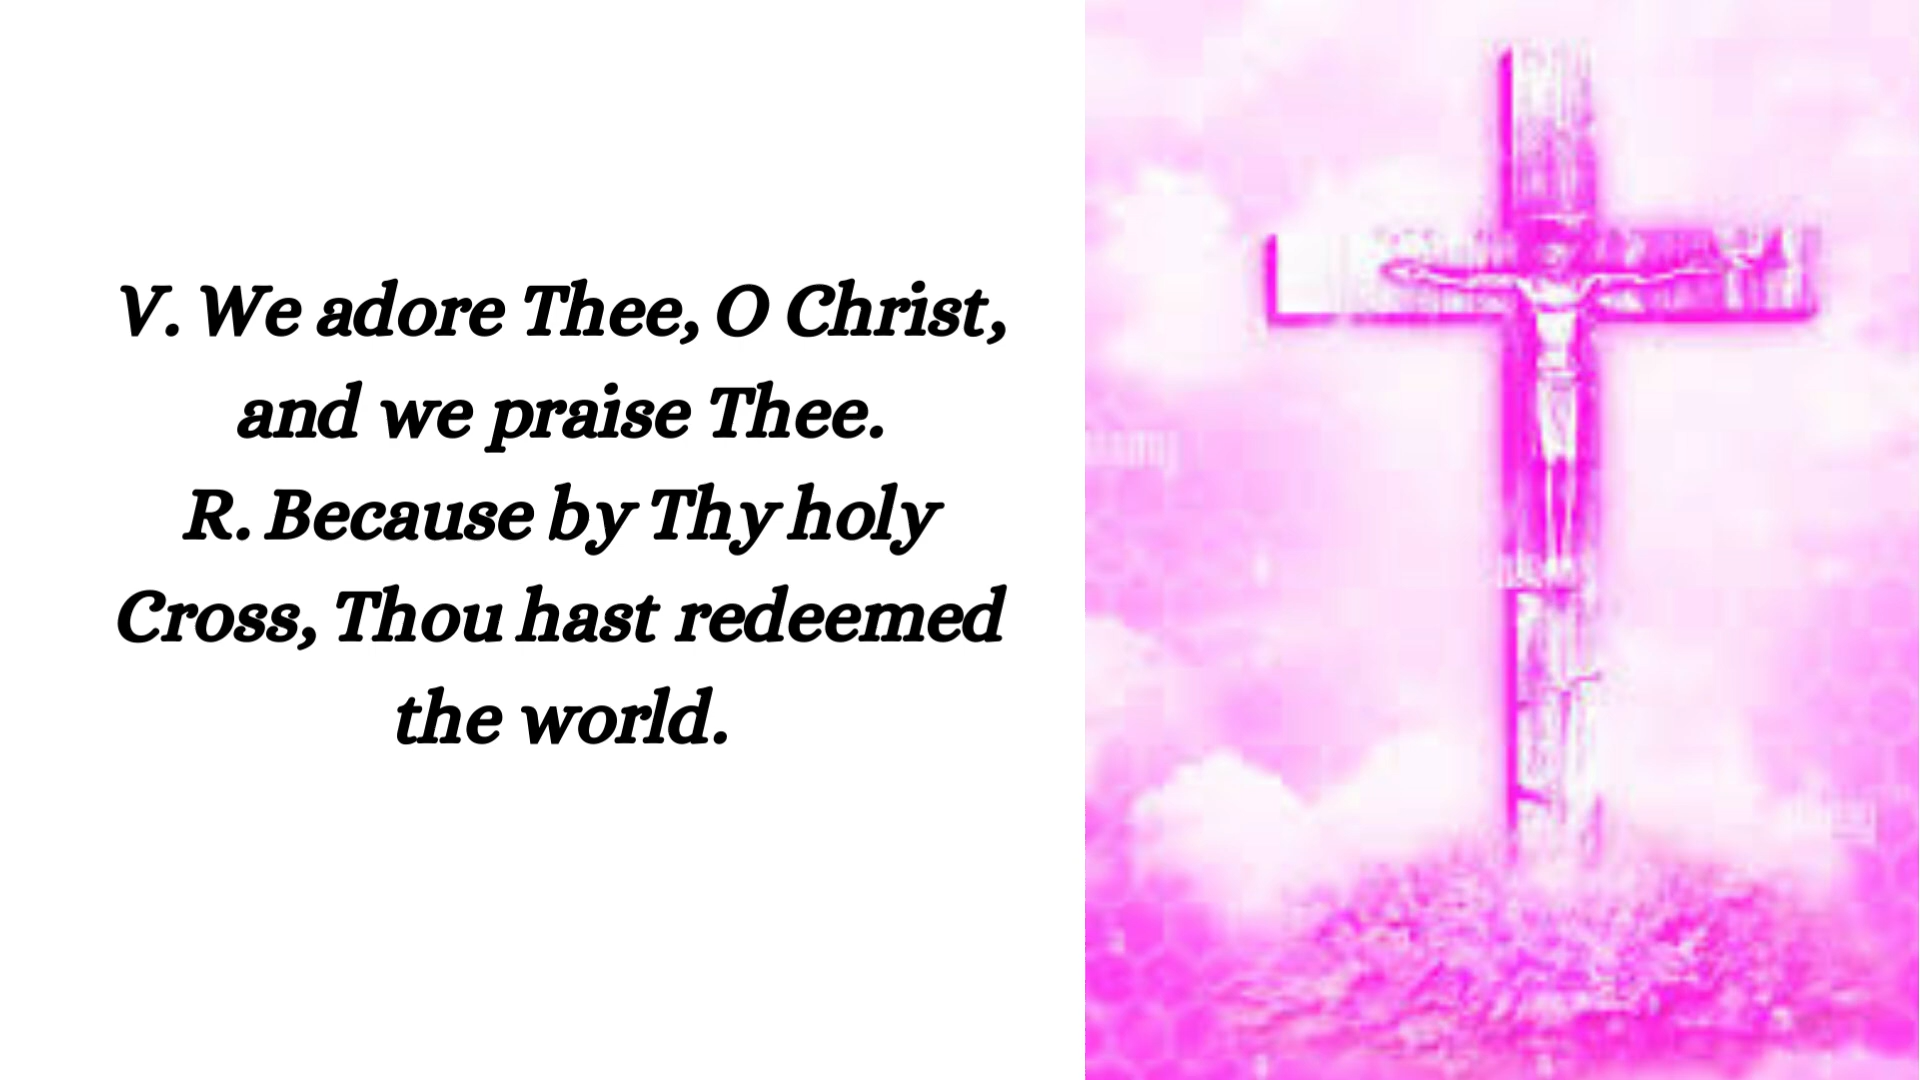 V. We adore Thee, O Christ,
and we praise Thee.
R. Because by Thy holy
Cross, Thou hast redeemed
the world.